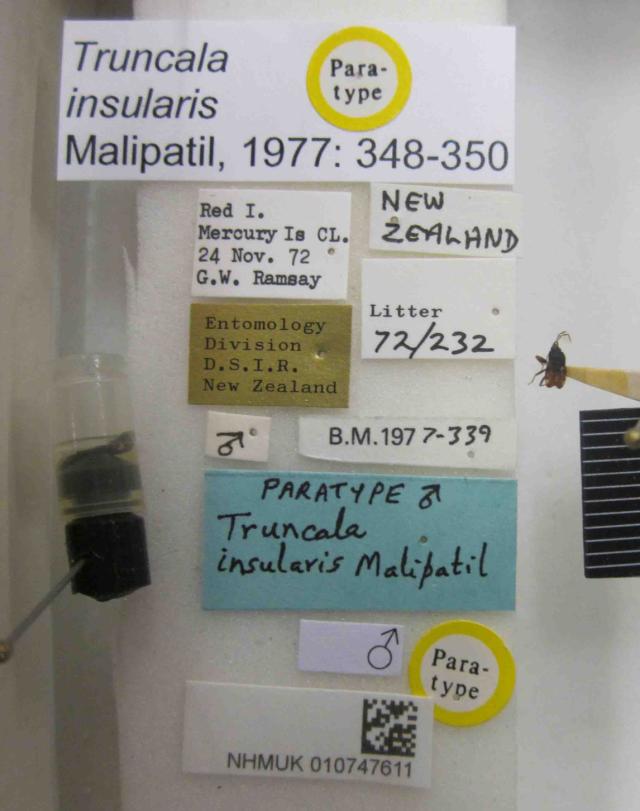 Truncala
insularis
Malipatil, 1977: 348-350
Para-
type
Red I.
Mercury Is CL.
24 Nov. 72
G.W. Ramsay
NEW
ZEALAND
Entomology
Division
D.S.I.R.
New Zealand
Litter
72/232
♂
B.M.1977-339
PARATYPE ♂
Truncala
insularis Malipatil
♂
Para-
type
NHMUK 010747611